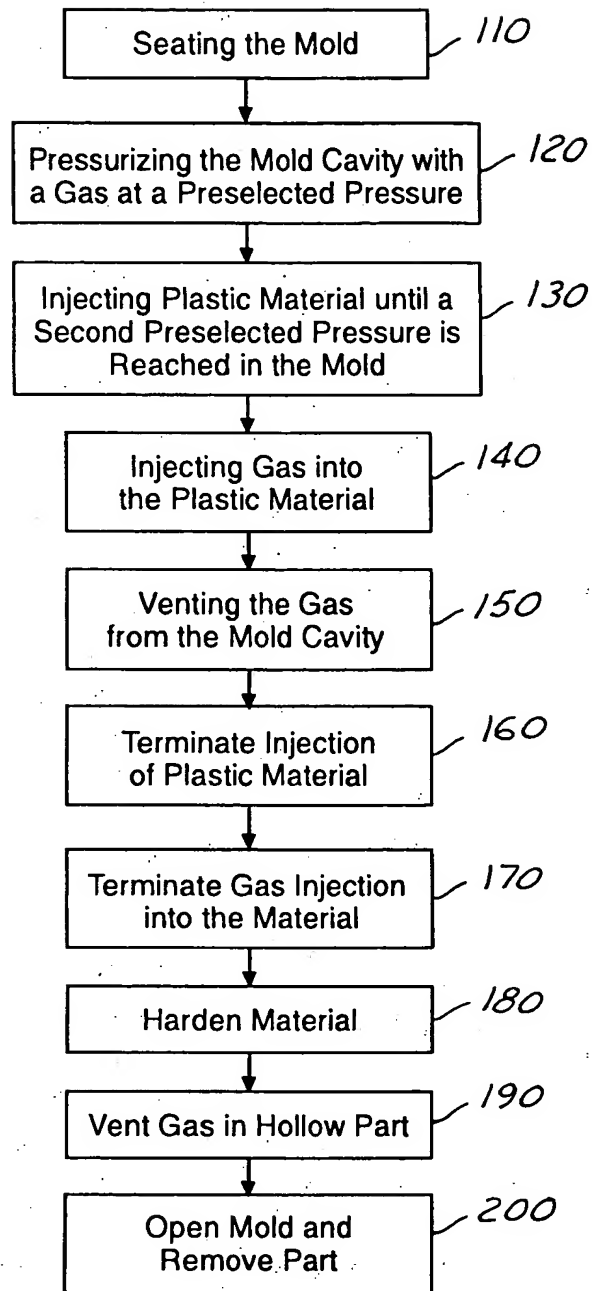 Seating the Mold
110
Pressurizing the Mold Cavity with
a Gas at a Preselected Pressure
120
Injecting Plastic Material until a
Second Preselected Pressure is
Reached in the Mold
130
Injecting Gas into
the Plastic Material
140
Venting the Gas
from the Mold Cavity
150
Terminate Injection
of Plastic Material
160
Terminate Gas Injection
into the Material
170
Harden Material
180
Vent Gas in Hollow Part
190
Open Mold and
Remove Part
200